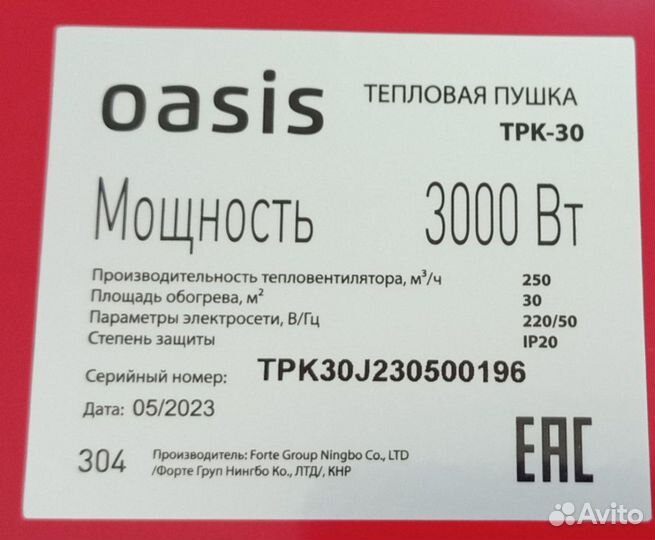 oasis
ТЕПЛОВАЯ ПУШКА
ТРК-30
Мощность 3000 Вт
Производительность тепловентилятора, м³/ч 250
Площадь обогрева, м² 30
Параметры электросети, В/Гц 220/50
Степень защиты IP20
Серийный номер: TPK30J230500196
Дата: 05/2023
304
Производитель: Forte Group Ningbo Co., LTD
/Форте Груп Нингбо Ко., ЛТД/, КНР
EAC
Avito